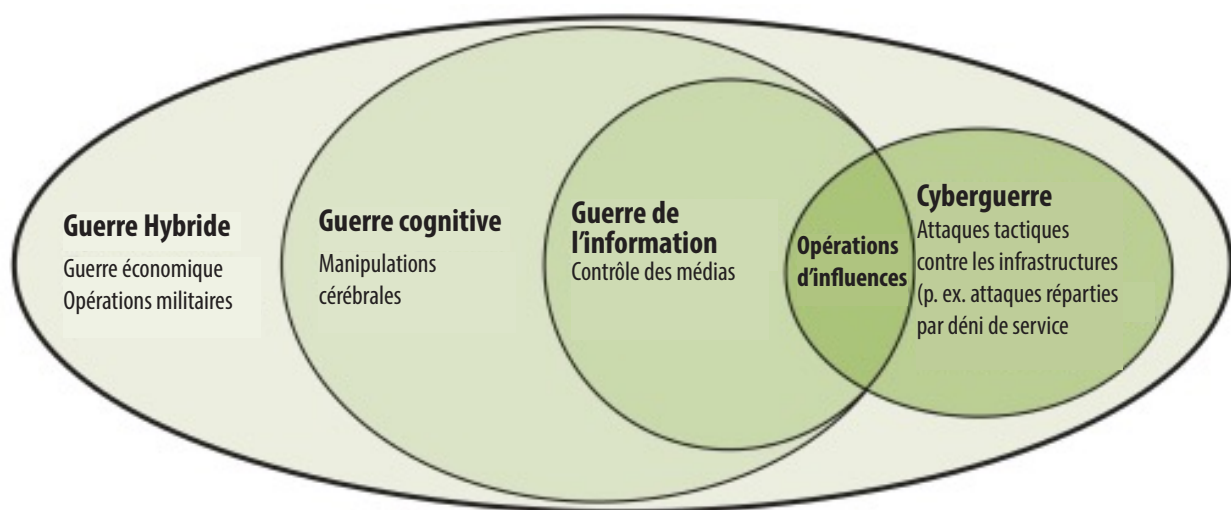 Guerre Hybride
Guerre économique
Opérations militaires
Guerre cognitive
Manipulations
cérébrales
Guerre de
l’information
Contrôle des médias
Opérations
d’influences
Cyberguerre
Attaques tactiques
contre les infrastructures
(p. ex. attaques réparties
par déni de service